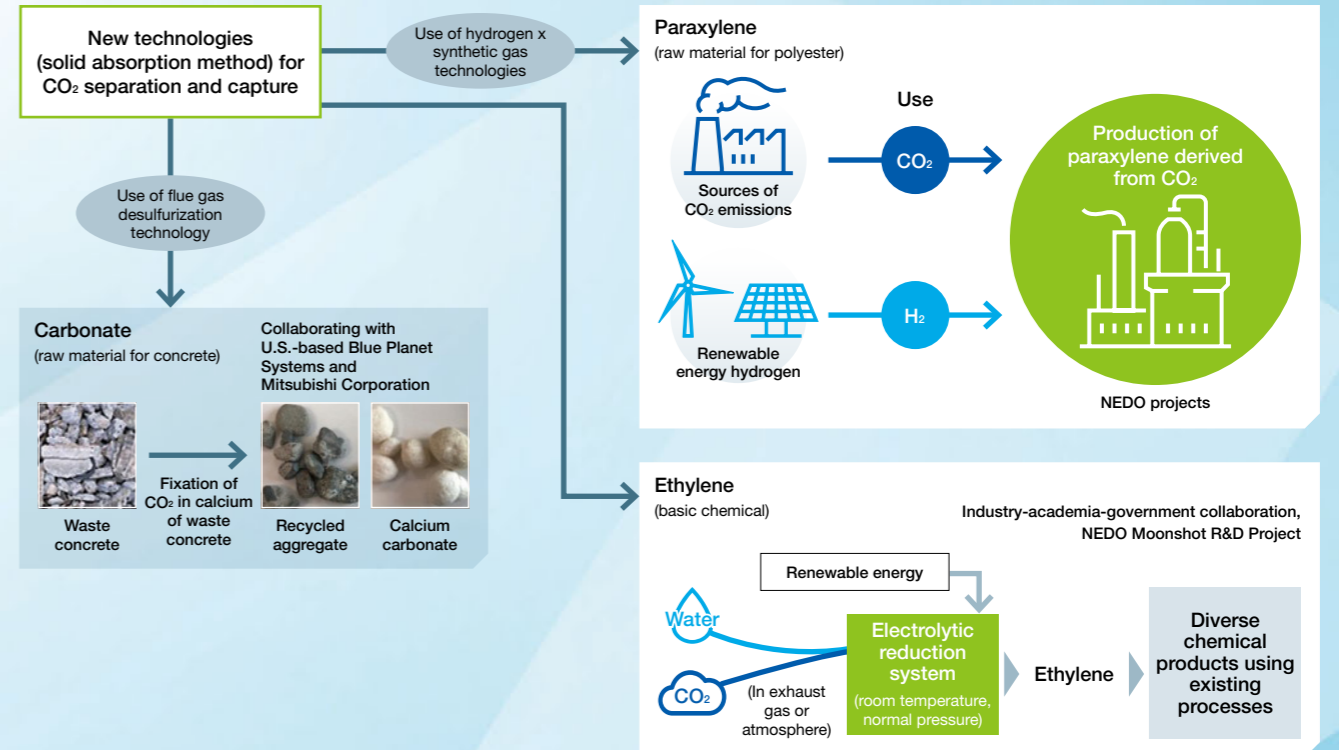 New technologies
(solid absorption method) for
CO₂ separation and capture
Use of hydrogen x
synthetic gas
technologies
Use of flue gas
desulfurization
technology
Carbonate
(raw material for concrete)
Collaborating with
U.S.-based Blue Planet
Systems and
Mitsubishi Corporation
Waste
concrete
Fixation of
CO₂ in calcium
of waste
concrete
Recycled
aggregate
Calcium
carbonate
Paraxylene
(raw material for polyester)
Sources of
CO₂ emissions
Use
CO₂
Renewable
energy hydrogen
H₂
Production of
paraxylene derived
from CO₂
NEDO projects
Ethylene
(basic chemical)
Industry-academia-government collaboration,
NEDO Moonshot R&D Project
Renewable energy
Water
CO₂
(In exhaust
gas or
atmosphere)
Electrolytic
reduction
system
(room temperature,
normal pressure)
Ethylene
Diverse
chemical
products using
existing
processes